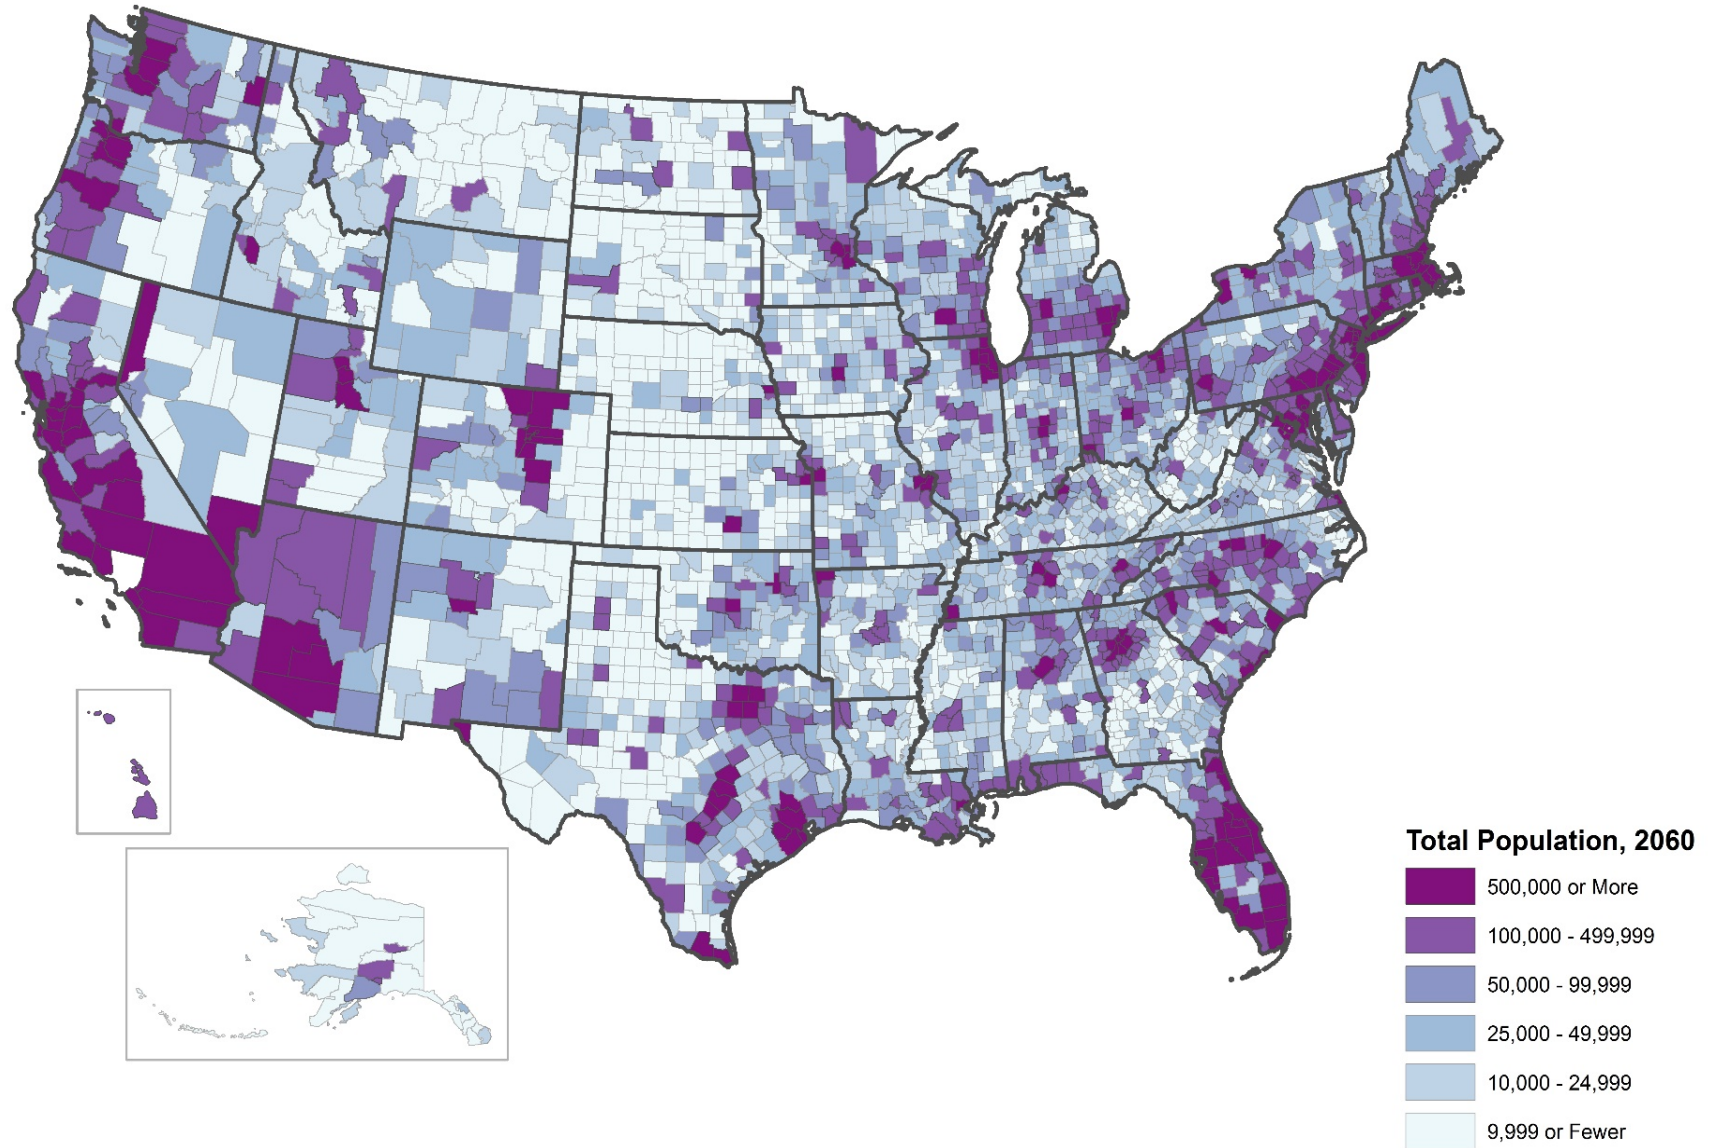 Total Population, 2060
500,000 or More
100,000 - 499,999
50,000 - 99,999
25,000 - 49,999
10,000 - 24,999
9,999 or Fewer